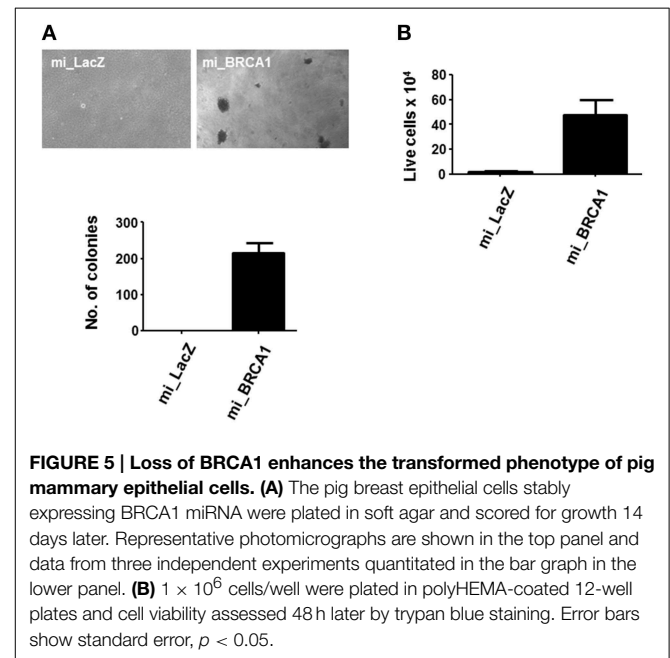 A
B
mi_LacZ
mi_BRCA1
Live cells x 10⁴
80
60
40
20
0
mi_LacZ
mi_BRCA1
No. of colonies
300
200
100
0
mi_LacZ
mi_BRCA1
FIGURE 5 | Loss of BRCA1 enhances the transformed phenotype of pig
mammary epithelial cells. (A) The pig breast epithelial cells stably
expressing BRCA1 miRNA were plated in soft agar and scored for growth 14
days later. Representative photomicrographs are shown in the top panel and
data from three independent experiments quantitated in the bar graph in the
lower panel. (B) 1 × 10⁶ cells/well were plated in polyHEMA-coated 12-well
plates and cell viability assessed 48 h later by trypan blue staining. Error bars
show standard error, p < 0.05.